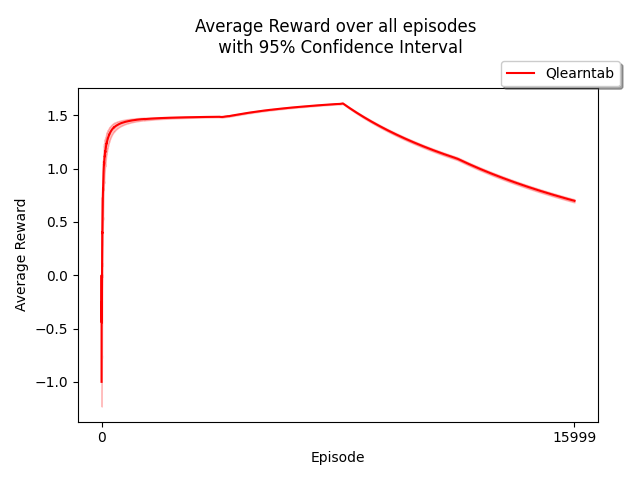 Average Reward over all episodes
with 95% Confidence Interval
Qlearntab
1.5
1.0
0.5
0.0
−0.5
−1.0
Average Reward
0
15999
Episode